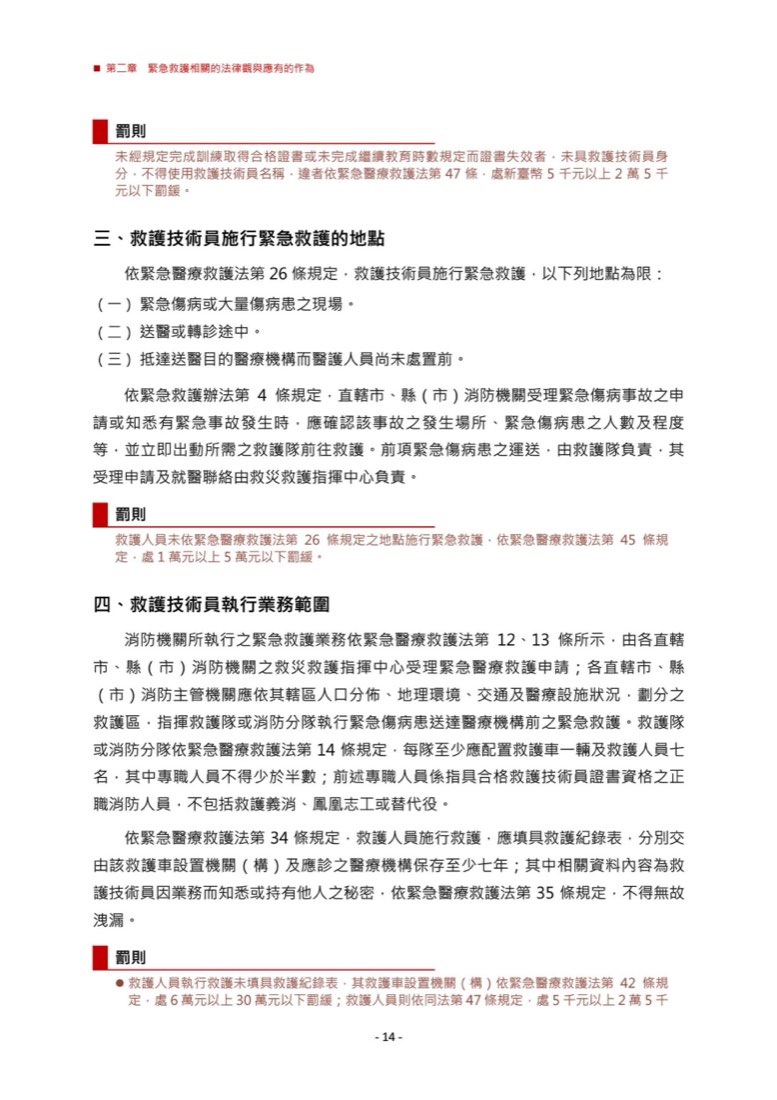 ■ 第二章　緊急救護相關的法律觀與應有的作為
罰則
未經規定完成訓練取得合格證書或未完成繼續教育時數規定而證書失效者，未具救護技術員身
分，不得使用救護技術員名稱，違者依緊急醫療救護法第 47 條，處新臺幣 5 千元以上 2 萬 5 千
元以下罰鍰。
三、救護技術員施行緊急救護的地點
依緊急醫療救護法第 26 條規定，救護技術員施行緊急救護，以下列地點為限：
（一）緊急傷病或大量傷病患之現場。
（二）送醫或轉診途中。
（三）抵達送醫目的醫療機構而醫護人員尚未處置前。
依緊急救護辦法第 4 條規定，直轄市、縣（市）消防機關受理緊急傷病事故之申
請或知悉有緊急事故發生時，應確認該事故之發生場所、緊急傷病患之人數及程度
等，並立即出動所需之救護隊前往救護。前項緊急傷病患之運送，由救護隊負責，其
受理申請及就醫聯絡由救災救護指揮中心負責。
罰則
救護人員未依緊急醫療救護法第 26 條規定之地點施行緊急救護，依緊急醫療救護法第 45 條規
定，處 1 萬元以上 5 萬元以下罰鍰。
四、救護技術員執行業務範圍
消防機關所執行之緊急救護業務依緊急醫療救護法第 12、13 條所示，由各直轄
市、縣（市）消防機關之救災救護指揮中心受理緊急醫療救護申請；各直轄市、縣
（市）消防主管機關應依其轄區人口分佈、地理環境、交通及醫療設施狀況，劃分之
救護區，指揮救護隊或消防分隊執行緊急傷病患送達醫療機構前之緊急救護。救護隊
或消防分隊依緊急醫療救護法第 14 條規定，每隊至少應配置救護車一輛及救護人員七
名，其中專職人員不得少於半數；前述專職人員係指具合格救護技術員證書資格之正
職消防人員，不包括救護義消、鳳凰志工或替代役。
依緊急醫療救護法第 34 條規定，救護人員施行救護，應填具救護紀錄表，分別交
由該救護車設置機關（構）及應診之醫療機構保存至少七年；其中相關資料內容為救
護技術員因業務而知悉或持有他人之秘密，依緊急醫療救護法第 35 條規定，不得無故
洩漏。
罰則
● 救護人員執行救護未填具救護紀錄表，其救護車設置機關（構）依緊急醫療救護法第 42 條規
定，處 6 萬元以上 30 萬元以下罰鍰；救護人員則依同法第 47 條規定，處 5 千元以上 2 萬 5 千
- 14 -